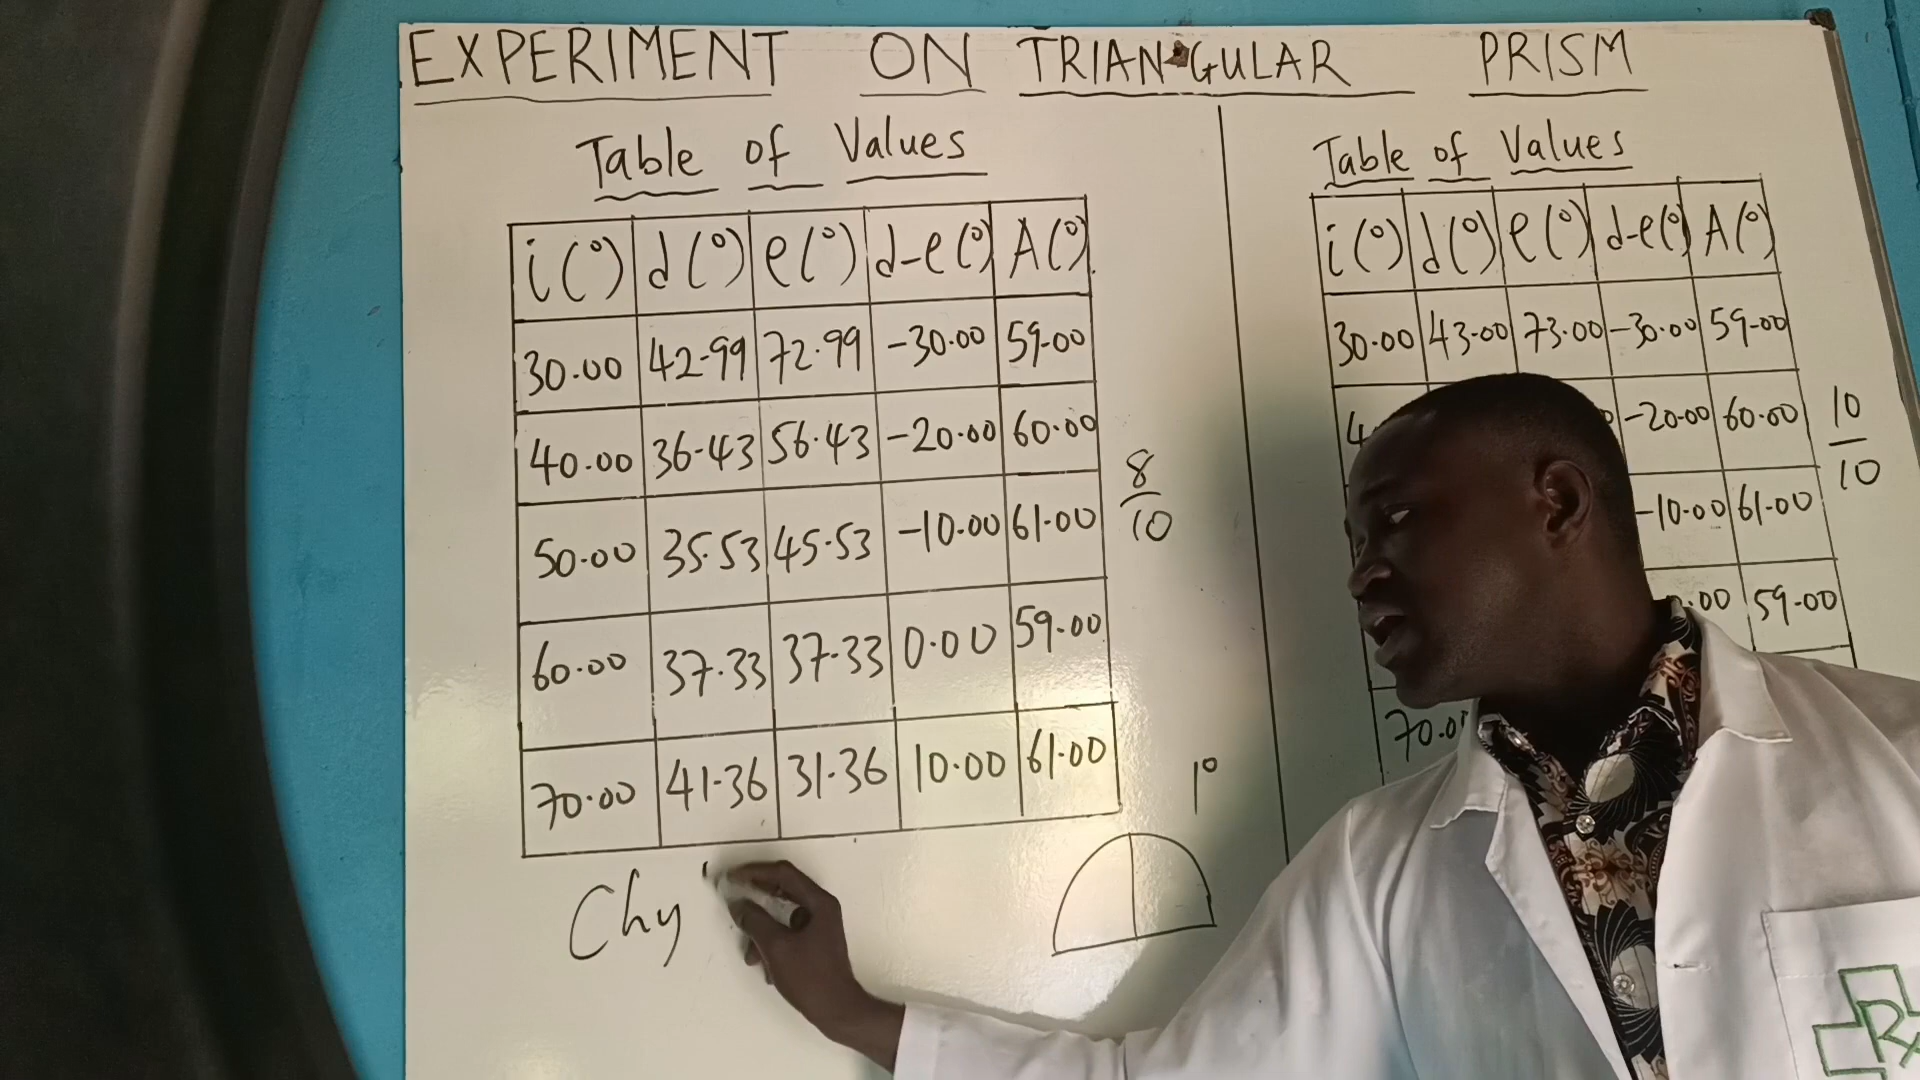 EXPERIMENT ON TRIANGULAR PRISM
Table of Values
i(°) d(°) e(°) d-e(°) A(°)
30.00 42.99 72.99 -30.00 59.00
40.00 36.43 56.43 -20.00 60.00
50.00 35.53 45.53 -10.00 61.00
60.00 37.33 37.33 0.00 59.00
70.00 41.36 31.36 10.00 61.00
8/10
1°
Chy
Table of Values
i(°) d(°) e(°) d-e(°) A(°)
30.00 43.00 73.00 -30.00 59.00
-20.00 60.00
-10.00 61.00
59.00
10/10
Rx